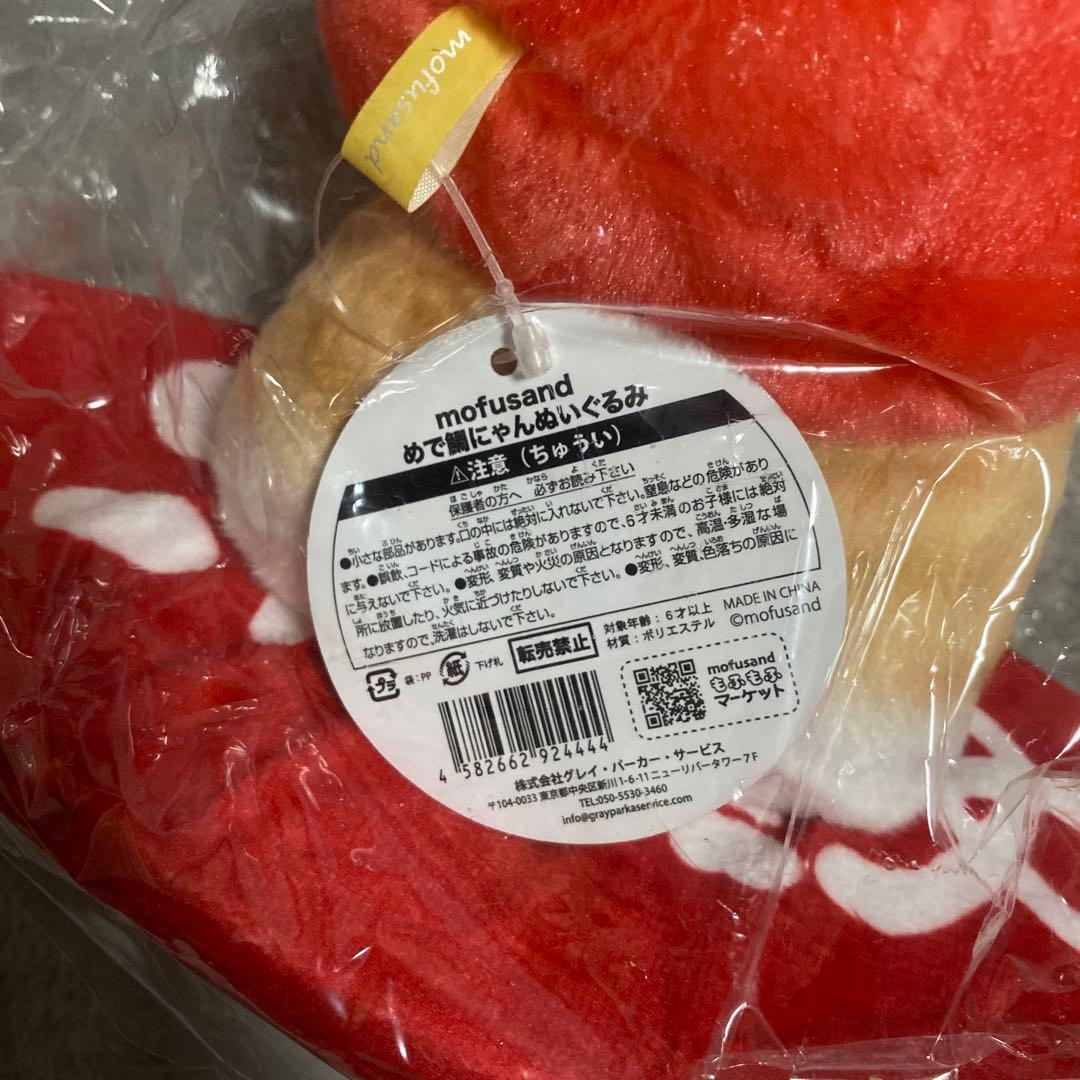 mofusand
mofusand
めで鯛にゃんぬいぐるみ
⚠注意（ちゅうい）
保護者の方へ 必ずお読み下さい
●小さな部品があります。口の中には絶対に入れないで下さい。窒息などの危険があり
ます。●誤飲、コードによる事故の危険がありますので、6才未満のお子様には絶対
に与えないで下さい。●変形、変質や火災の原因となりますので、高温・多湿な場
所に放置したり、火気に近づけたりしないで下さい。●変形、変質、色落ちの原因に
なりますので、洗濯はしないで下さい。
対象年齢：6才以上 MADE IN CHINA
材質：ポリエステル ©mofusand
プラ 袋：PP 紙 下げ札 転売禁止
mofusand
もふもふ
マーケット
4 582662 924444
株式会社グレイ・パーカー・サービス
〒104-0033 東京都中央区新川1-6-11 ニューリバータワー7F
TEL:050-5530-3460
info@grayparkaservice.com